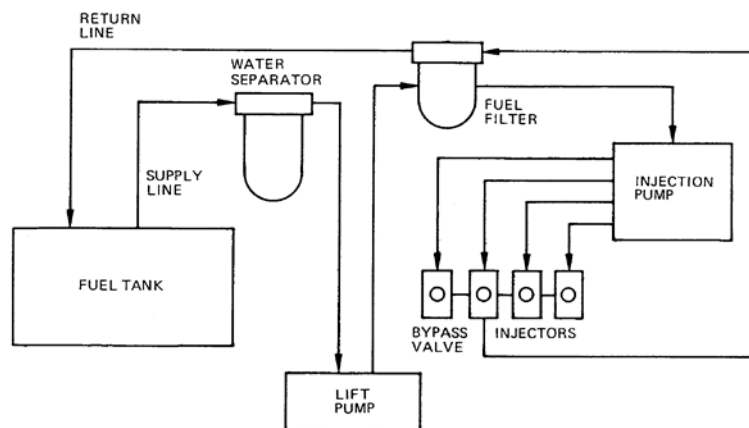 RETURN
LINE
WATER
SEPARATOR
FUEL
FILTER
SUPPLY
LINE
INJECTION
PUMP
FUEL TANK
BYPASS
VALVE
INJECTORS
LIFT
PUMP